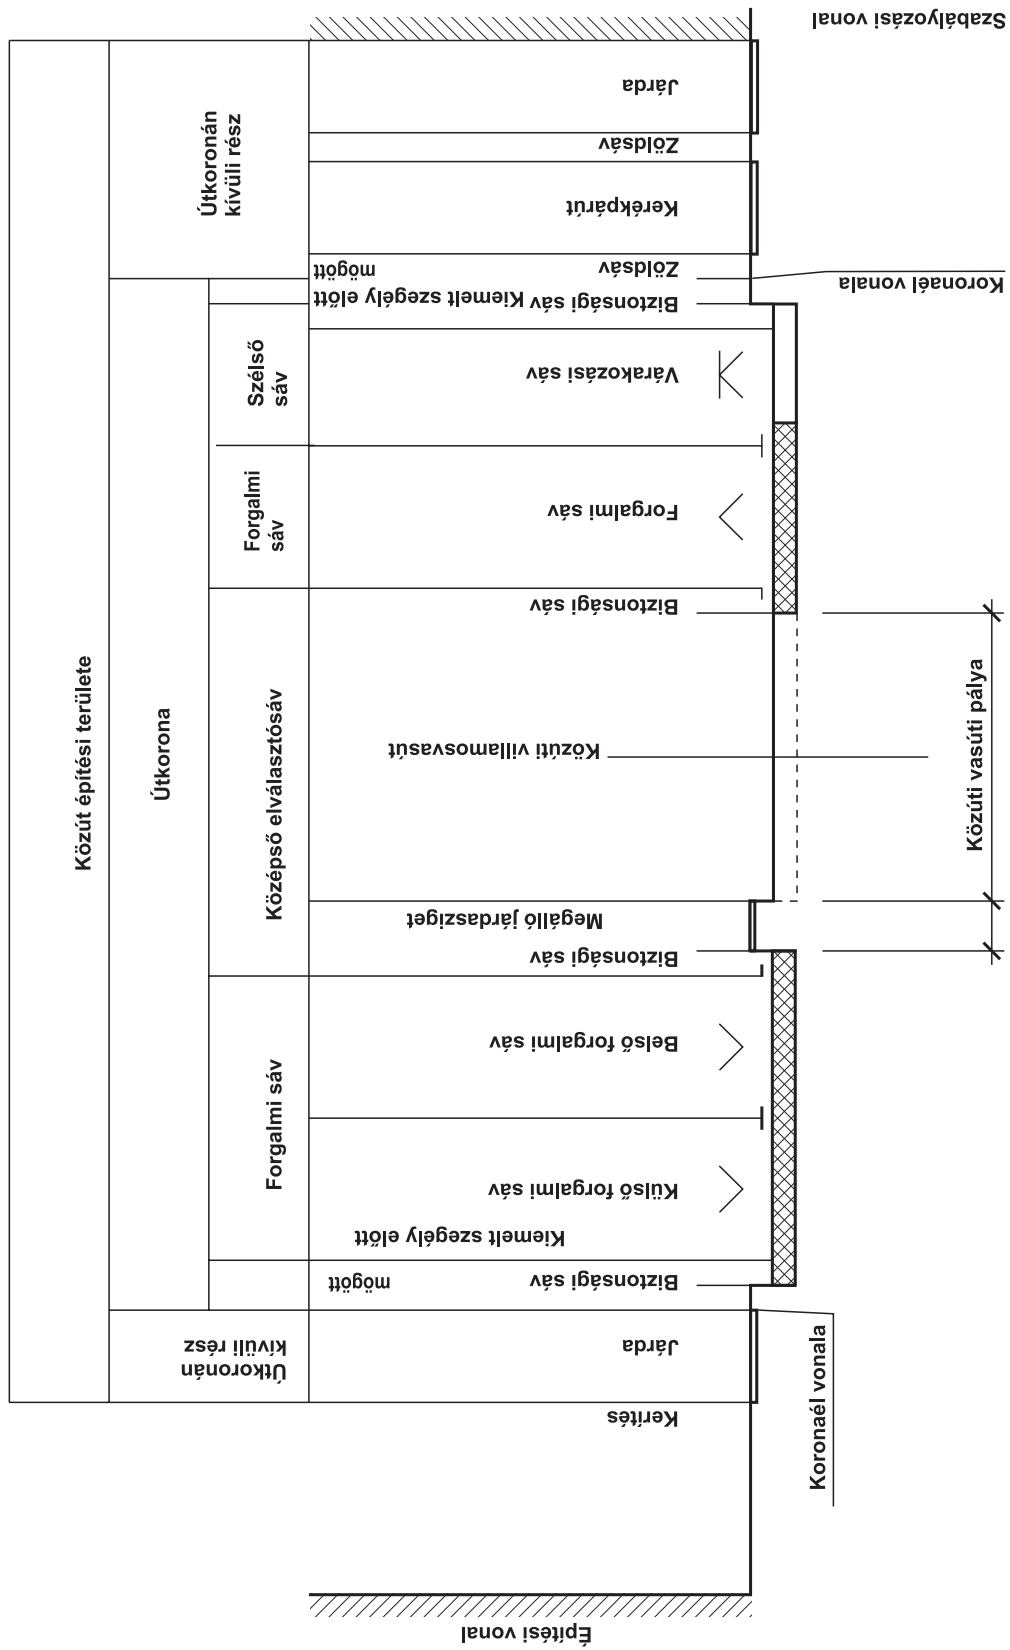 Közút építési területe
Útkoronán
kívüli rész
Útkorona
Útkoronán
kívüli rész
Forgalmi sáv
Középső elválasztósáv
Forgalmi
sáv
Szélső
sáv
Építési vonal
Kerítés
Járda
Biztonsági sáv
mögött
Kiemelt szegély előtt
Külső forgalmi sáv
Belső forgalmi sáv
Biztonsági sáv
Megálló járdasziget
Közúti villamosvasút
Biztonsági sáv
Forgalmi sáv
Várakozási sáv
Biztonsági sáv
Kiemelt szegély előtt
mögött
Zöldsáv
Kerékpárút
Zöldsáv
Járda
Szabályozási vonal
Koronaél vonala
Közúti vasúti pálya
Koronaél vonala